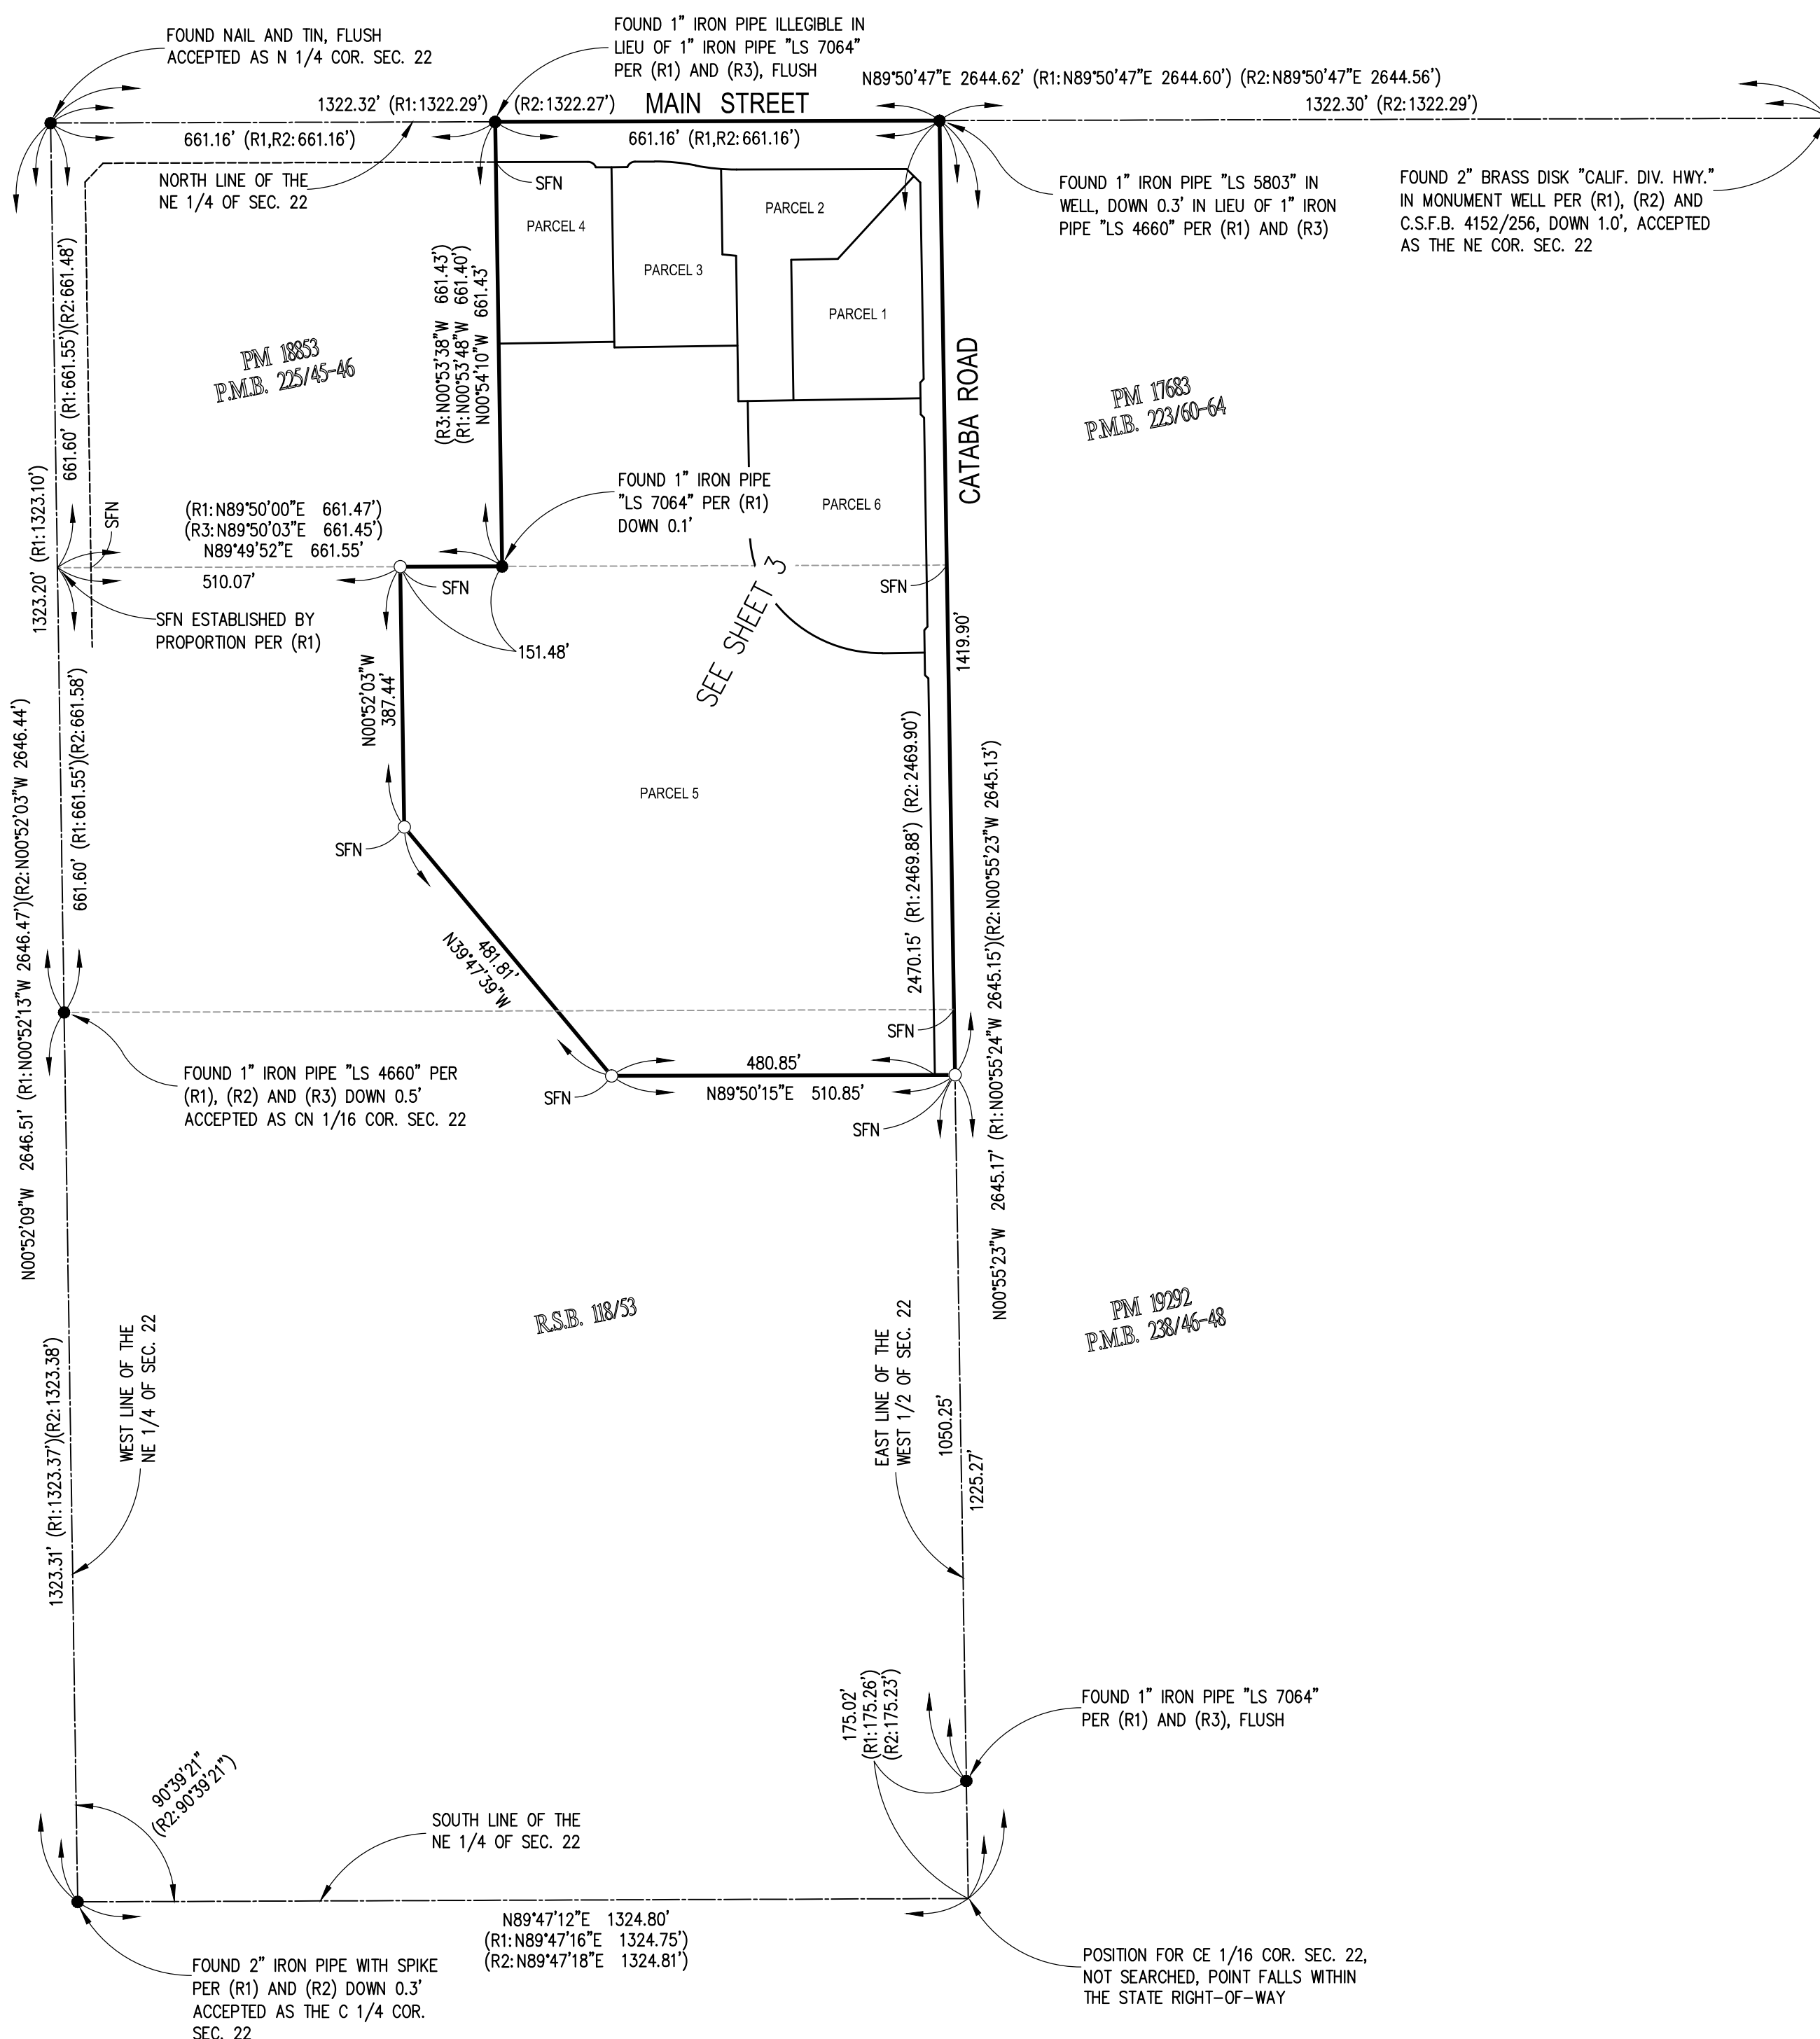 FOUND NAIL AND TIN, FLUSH
ACCEPTED AS N 1/4 COR. SEC. 22
FOUND 1" IRON PIPE ILLEGIBLE IN
LIEU OF 1" IRON PIPE "LS 7064"
PER (R1) AND (R3), FLUSH
N89°50'47"E 2644.62' (R1:N89°50'47"E 2644.60') (R2:N89°50'47"E 2644.56')
1322.32' (R1:1322.29') (R2:1322.27')
MAIN STREET
1322.30' (R2:1322.29')
661.16' (R1,R2:661.16')
661.16' (R1,R2:661.16')
NORTH LINE OF THE
NE 1/4 OF SEC. 22
SFN
FOUND 1" IRON PIPE "LS 5803" IN
WELL, DOWN 0.3' IN LIEU OF 1" IRON
PIPE "LS 4660" PER (R1) AND (R3)
FOUND 2" BRASS DISK "CALIF. DIV. HWY."
IN MONUMENT WELL PER (R1), (R2) AND
C.S.F.B. 4152/256, DOWN 1.0', ACCEPTED
AS THE NE COR. SEC. 22
PARCEL 4
PARCEL 2
PARCEL 3
PARCEL 1
661.60' (R1:661.55')(R2:661.48')
(R3:N00°53'38"W 661.43')
(R1:N00°53'48"W 661.40')
N00°54'10"W 661.43'
PM 18853
P.M.B. 225/45-46
CATABA ROAD
PM 17683
P.M.B. 223/60-64
1323.20' (R1:1323.10')
SFN
(R1:N89°50'00"E 661.47')
(R3:N89°50'03"E 661.45')
N89°49'52"E 661.55'
510.07'
FOUND 1" IRON PIPE
"LS 7064" PER (R1)
DOWN 0.1'
PARCEL 6
SFN
SFN
SFN ESTABLISHED BY
PROPORTION PER (R1)
151.48'
SEE SHEET 3
1419.90'
N00°52'03"W
387.44'
661.60' (R1:661.55')(R2:661.58')
N00°52'09"W 2646.51' (R1:N00°52'13"W 2646.47')(R2:N00°52'03"W 2646.44')
PARCEL 5
2470.15' (R1:2469.88') (R2:2469.90')
N00°55'23"W 2645.17' (R1:N00°55'24"W 2645.15')(R2:N00°55'23"W 2645.13')
SFN
481.81'
N39°47'39"W
SFN
FOUND 1" IRON PIPE "LS 4660" PER
(R1), (R2) AND (R3) DOWN 0.5'
ACCEPTED AS CN 1/16 COR. SEC. 22
480.85'
N89°50'15"E 510.85'
SFN
SFN
R.S.B. 118/53
PM 19292
P.M.B. 238/46-48
WEST LINE OF THE
NE 1/4 OF SEC. 22
EAST LINE OF THE
WEST 1/2 OF SEC. 22
1050.25'
1225.27'
1323.31' (R1:1323.37')(R2:1323.38')
175.02'
(R1:175.26')
(R2:175.23')
FOUND 1" IRON PIPE "LS 7064"
PER (R1) AND (R3), FLUSH
90°39'21"
(R2:90°39'21")
SOUTH LINE OF THE
NE 1/4 OF SEC. 22
N89°47'12"E 1324.80'
(R1:N89°47'16"E 1324.75')
(R2:N89°47'18"E 1324.81')
FOUND 2" IRON PIPE WITH SPIKE
PER (R1) AND (R2) DOWN 0.3'
ACCEPTED AS THE C 1/4 COR.
SEC. 22
POSITION FOR CE 1/16 COR. SEC. 22,
NOT SEARCHED, POINT FALLS WITHIN
THE STATE RIGHT-OF-WAY